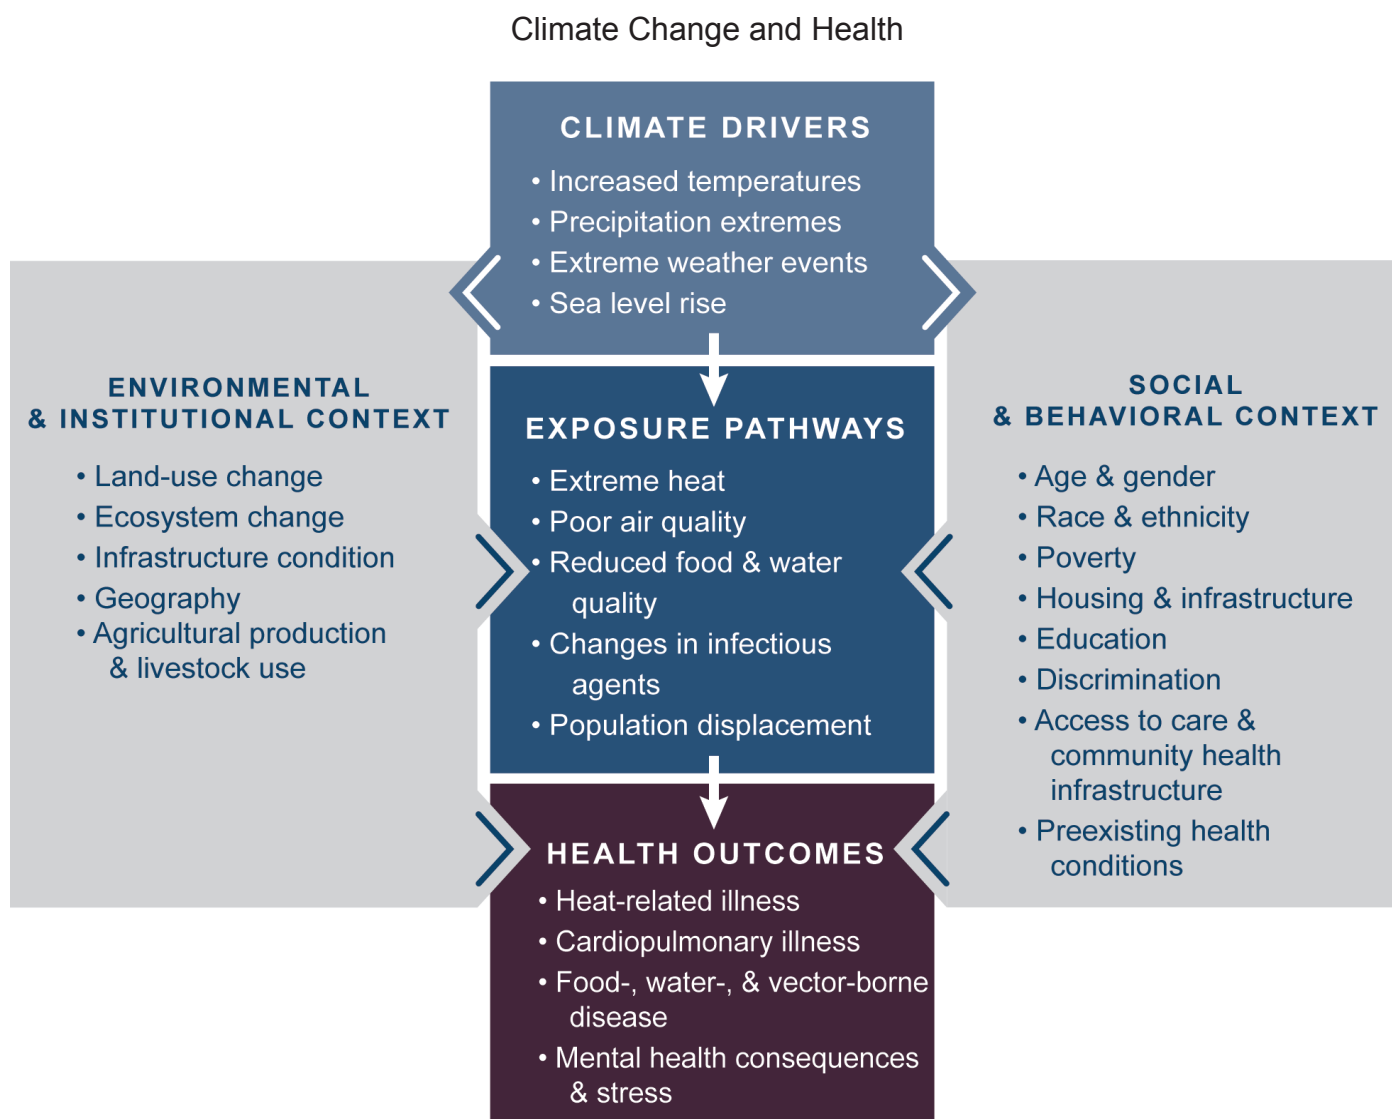 Climate Change and Health
CLIMATE DRIVERS
• Increased temperatures
• Precipitation extremes
• Extreme weather events
• Sea level rise
ENVIRONMENTAL
& INSTITUTIONAL CONTEXT
• Land-use change
• Ecosystem change
• Infrastructure condition
• Geography
• Agricultural production
& livestock use
EXPOSURE PATHWAYS
• Extreme heat
• Poor air quality
• Reduced food & water
quality
• Changes in infectious
agents
• Population displacement
SOCIAL
& BEHAVIORAL CONTEXT
• Age & gender
• Race & ethnicity
• Poverty
• Housing & infrastructure
• Education
• Discrimination
• Access to care &
community health
infrastructure
• Preexisting health
conditions
HEALTH OUTCOMES
• Heat-related illness
• Cardiopulmonary illness
• Food-, water-, & vector-borne
disease
• Mental health consequences
& stress